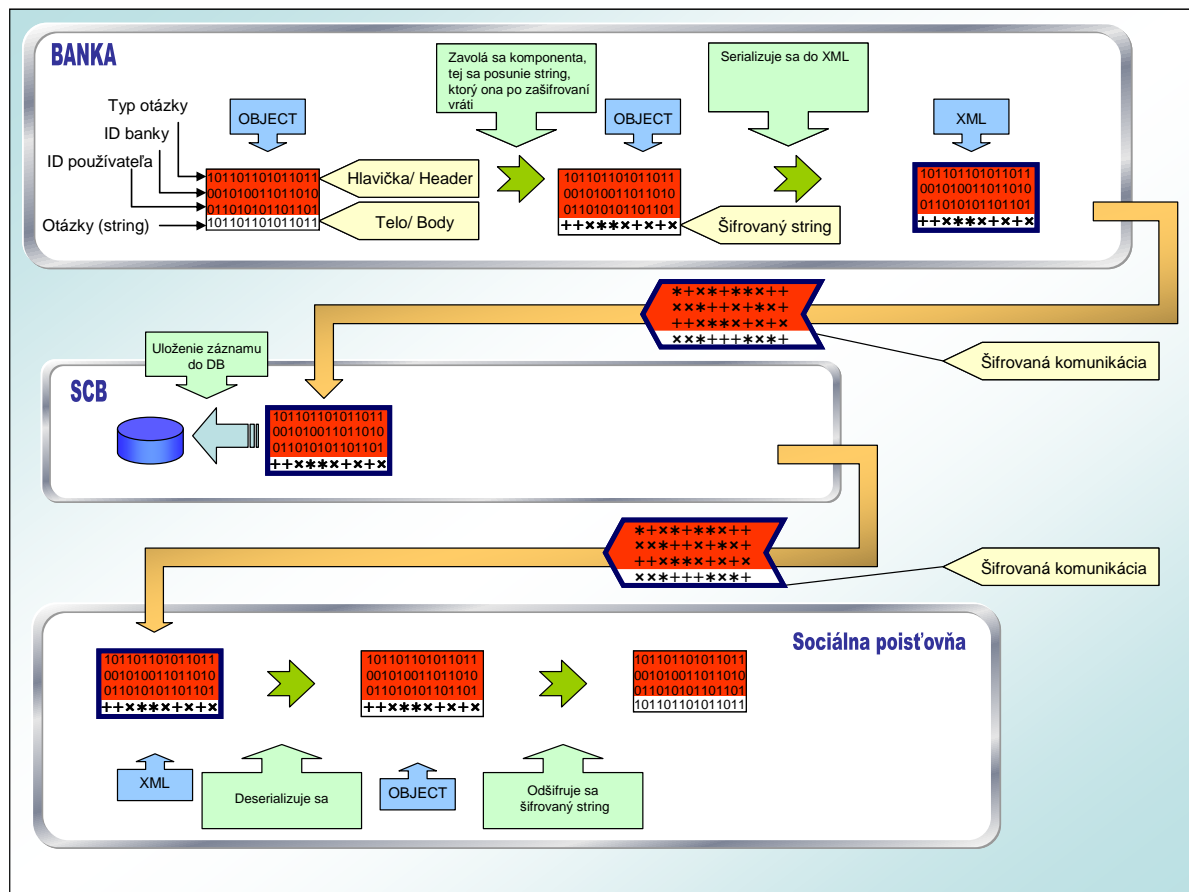 BANKA
Zavolá sa komponenta,
tej sa posunie string,
ktorý ona po zašifrovaní
vráti
Serializuje sa do XML
Typ otázky
ID banky
ID používateľa
Otázky (string)
OBJECT
OBJECT
XML
101101101011011
001010011011010
011010101101101
101101101011011
Hlavička/ Header
Telo/ Body
101101101011011
001010011011010
011010101101101
++×∗∗×+×+×
Šifrovaný string
101101101011011
001010011011010
011010101101101
++×∗∗×+×+×
∗+×∗+∗∗×++
××∗++×+∗×+
++×∗∗×+×+×
××∗+++∗×∗+
Šifrovaná komunikácia
Uloženie záznamu
do DB
SCB
101101101011011
001010011011010
011010101101101
++×∗∗×+×+×
∗+×∗+∗∗×++
××∗++×+∗×+
++×∗∗×+×+×
××∗+++∗×∗+
Šifrovaná komunikácia
Sociálna poisťovňa
101101101011011
001010011011010
011010101101101
++×∗∗×+×+×
101101101011011
001010011011010
011010101101101
++×∗∗×+×+×
101101101011011
001010011011010
011010101101101
101101101011011
XML
Deserializuje sa
OBJECT
Odšifruje sa
šifrovaný string